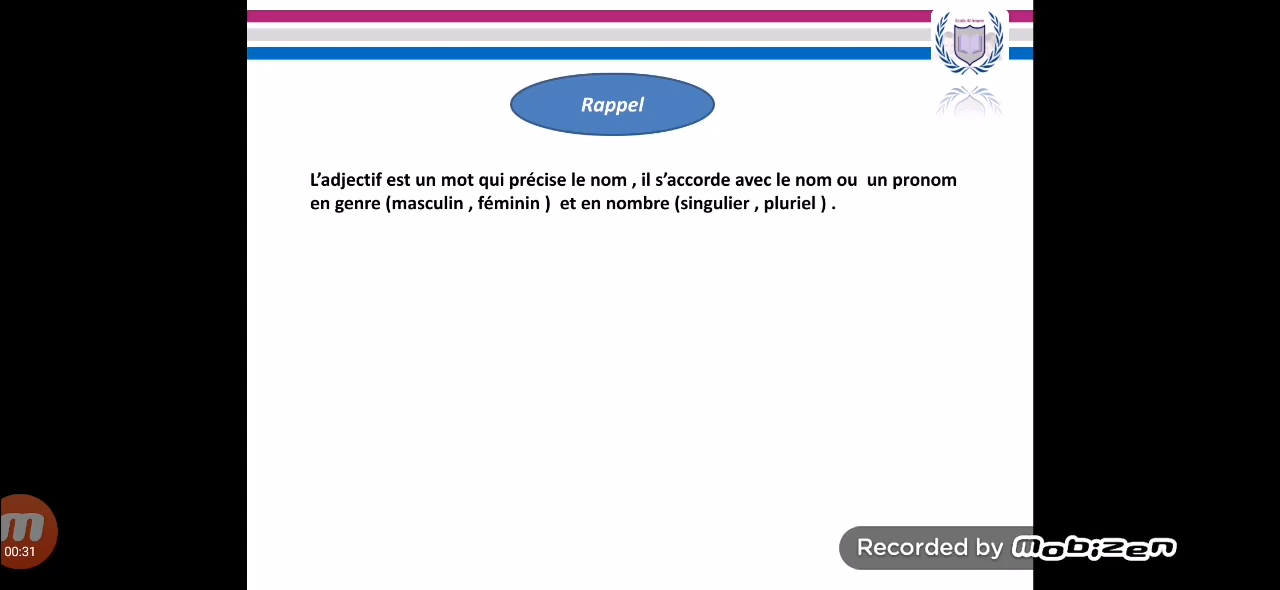 Rappel
L’adjectif est un mot qui précise le nom , il s’accorde avec le nom ou un pronom
en genre (masculin , féminin ) et en nombre (singulier , pluriel ) .
00:31
Recorded by mobizen